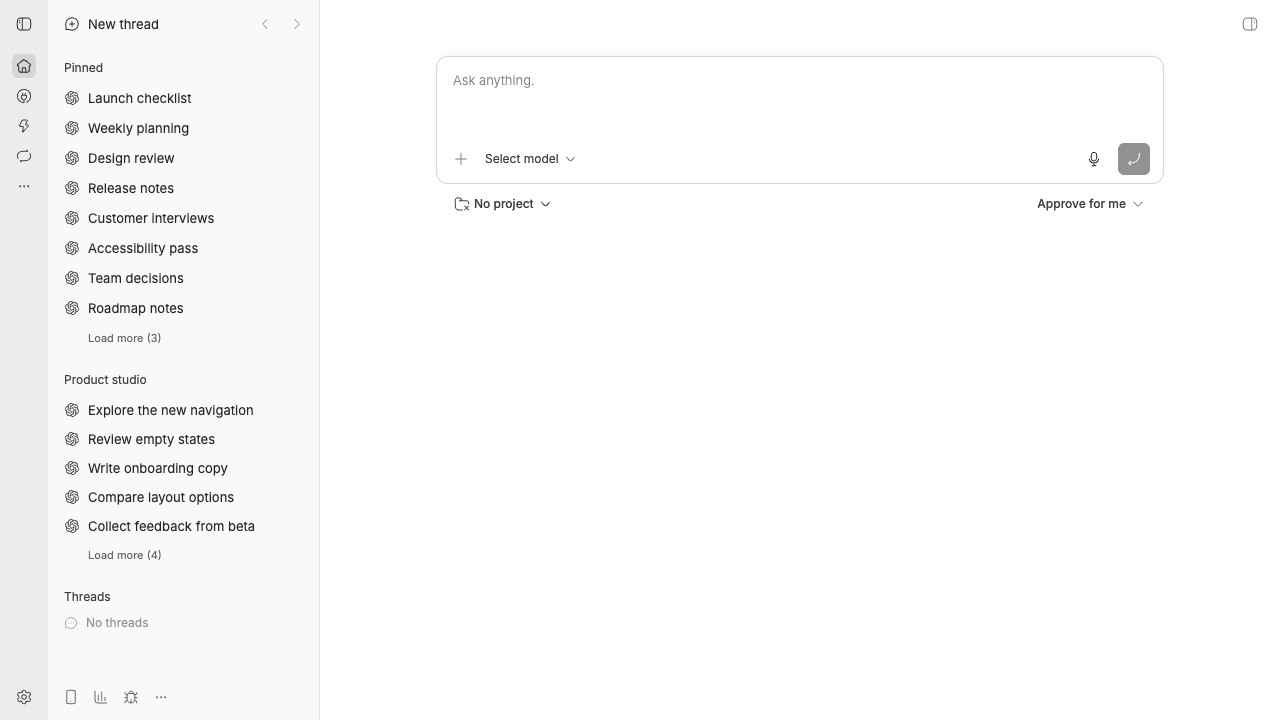 New thread
Pinned
Launch checklist
Weekly planning
Design review
Release notes
Customer interviews
Accessibility pass
Team decisions
Roadmap notes
Load more (3)
Product studio
Explore the new navigation
Review empty states
Write onboarding copy
Compare layout options
Collect feedback from beta
Load more (4)
Threads
No threads
Ask anything.
Select model
No project
Approve for me